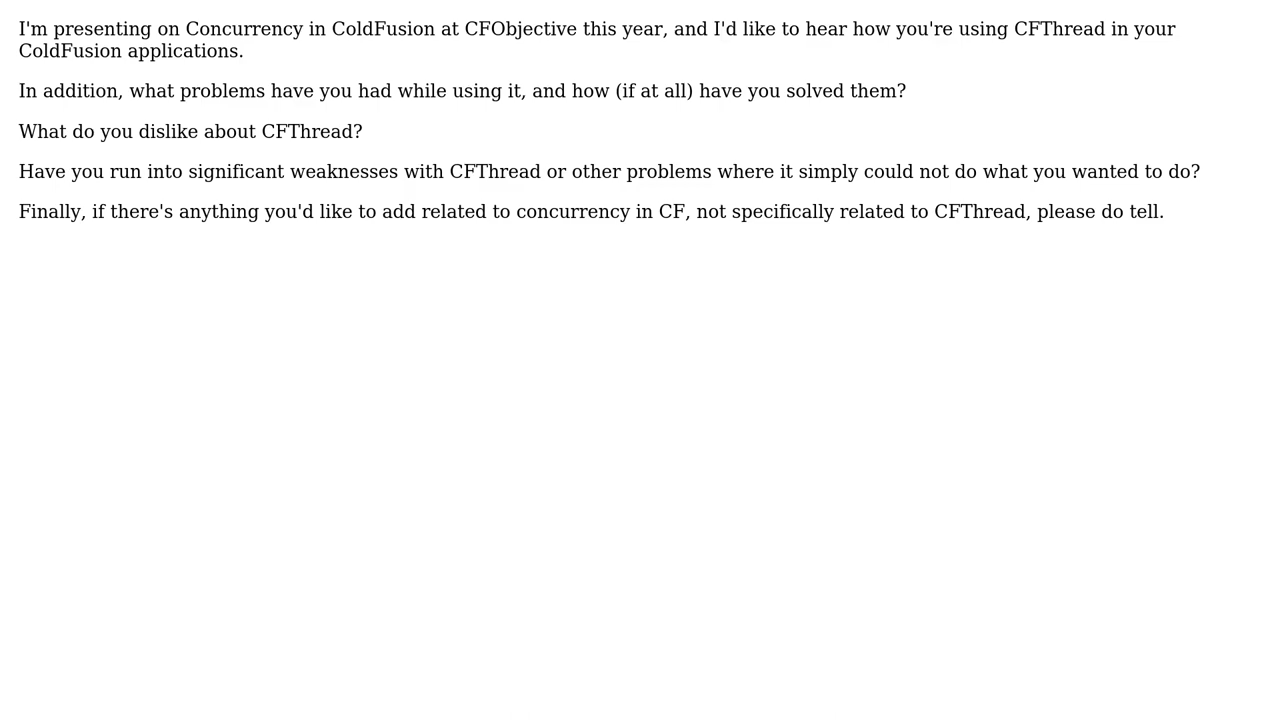 I'm presenting on Concurrency in ColdFusion at CFObjective this year, and I'd like to hear how you're using CFThread in your
ColdFusion applications.
In addition, what problems have you had while using it, and how (if at all) have you solved them?
What do you dislike about CFThread?
Have you run into significant weaknesses with CFThread or other problems where it simply could not do what you wanted to do?
Finally, if there's anything you'd like to add related to concurrency in CF, not specifically related to CFThread, please do tell.